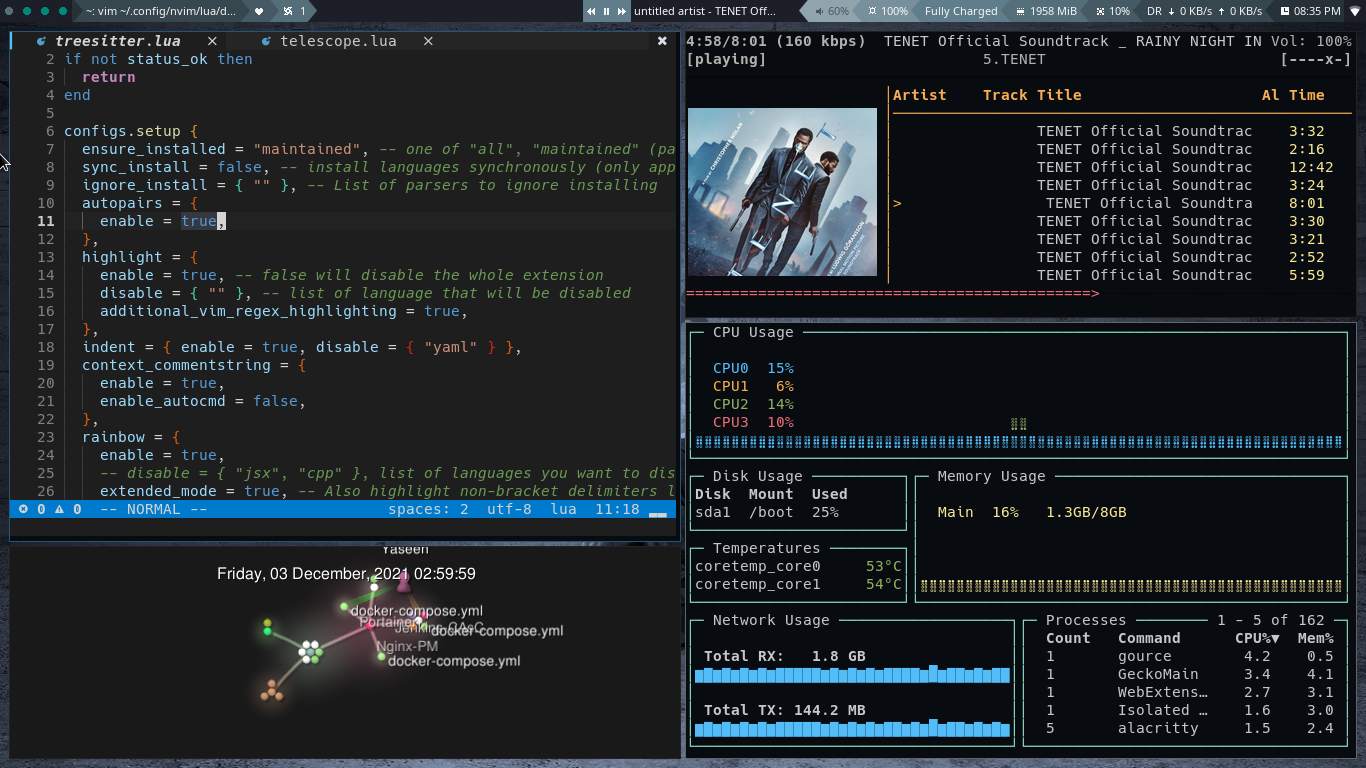 ~: vim ~/.config/nvim/lua/d...
1
untitled artist - TENET Off...
60%
100%
Fully Charged
1958 MiB
10%
DR ↓ 0 KB/s ↑ 0 KB/s
08:35 PM
treesitter.lua ×
telescope.lua ×
2 if not status_ok then
3 return
4 end
5
6 configs.setup {
7 ensure_installed = "maintained", -- one of "all", "maintained" (pa
8 sync_install = false, -- install languages synchronously (only app
9 ignore_install = { "" }, -- List of parsers to ignore installing
10 autopairs = {
11 enable = true,
12 },
13 highlight = {
14 enable = true, -- false will disable the whole extension
15 disable = { "" }, -- list of language that will be disabled
16 additional_vim_regex_highlighting = true,
17 },
18 indent = { enable = true, disable = { "yaml" } },
19 context_commentstring = {
20 enable = true,
21 enable_autocmd = false,
22 },
23 rainbow = {
24 enable = true,
25 -- disable = { "jsx", "cpp" }, list of languages you want to dis
26 extended_mode = true, -- Also highlight non-bracket delimiters l
0 0 -- NORMAL -- spaces: 2 utf-8 lua 11:18
Yaseen
Friday, 03 December, 2021 02:59:59
docker-compose.yml
Portainer
docker-compose.yml
Nginx-PM
docker-compose.yml
4:58/8:01 (160 kbps) TENET Official Soundtrack _ RAINY NIGHT IN Vol: 100%
[playing] 5.TENET [----x-]
Artist Track Title Al Time
TENET Official Soundtrac 3:32
TENET Official Soundtrac 2:16
TENET Official Soundtrac 12:42
TENET Official Soundtrac 3:24
> TENET Official Soundtra 8:01
TENET Official Soundtrac 3:30
TENET Official Soundtrac 3:21
TENET Official Soundtrac 2:52
TENET Official Soundtrac 5:59
TENET
CPU Usage
CPU0 15%
CPU1 6%
CPU2 14%
CPU3 10%
Disk Usage
Disk Mount Used
sda1 /boot 25%
Memory Usage
Main 16% 1.3GB/8GB
Temperatures
coretemp_core0 53°C
coretemp_core1 54°C
Network Usage
Total RX: 1.8 GB
Total TX: 144.2 MB
Processes 1 - 5 of 162
Count Command CPU%▼ Mem%
1 gource 4.2 0.5
1 GeckoMain 3.4 4.1
1 WebExtens… 2.7 3.1
1 Isolated … 1.6 3.0
5 alacritty 1.5 2.4